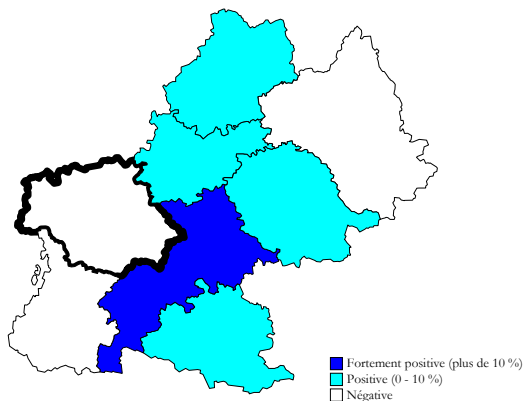 Fortement positive (plus de 10 %)
Positive (0 - 10 %)
Négative